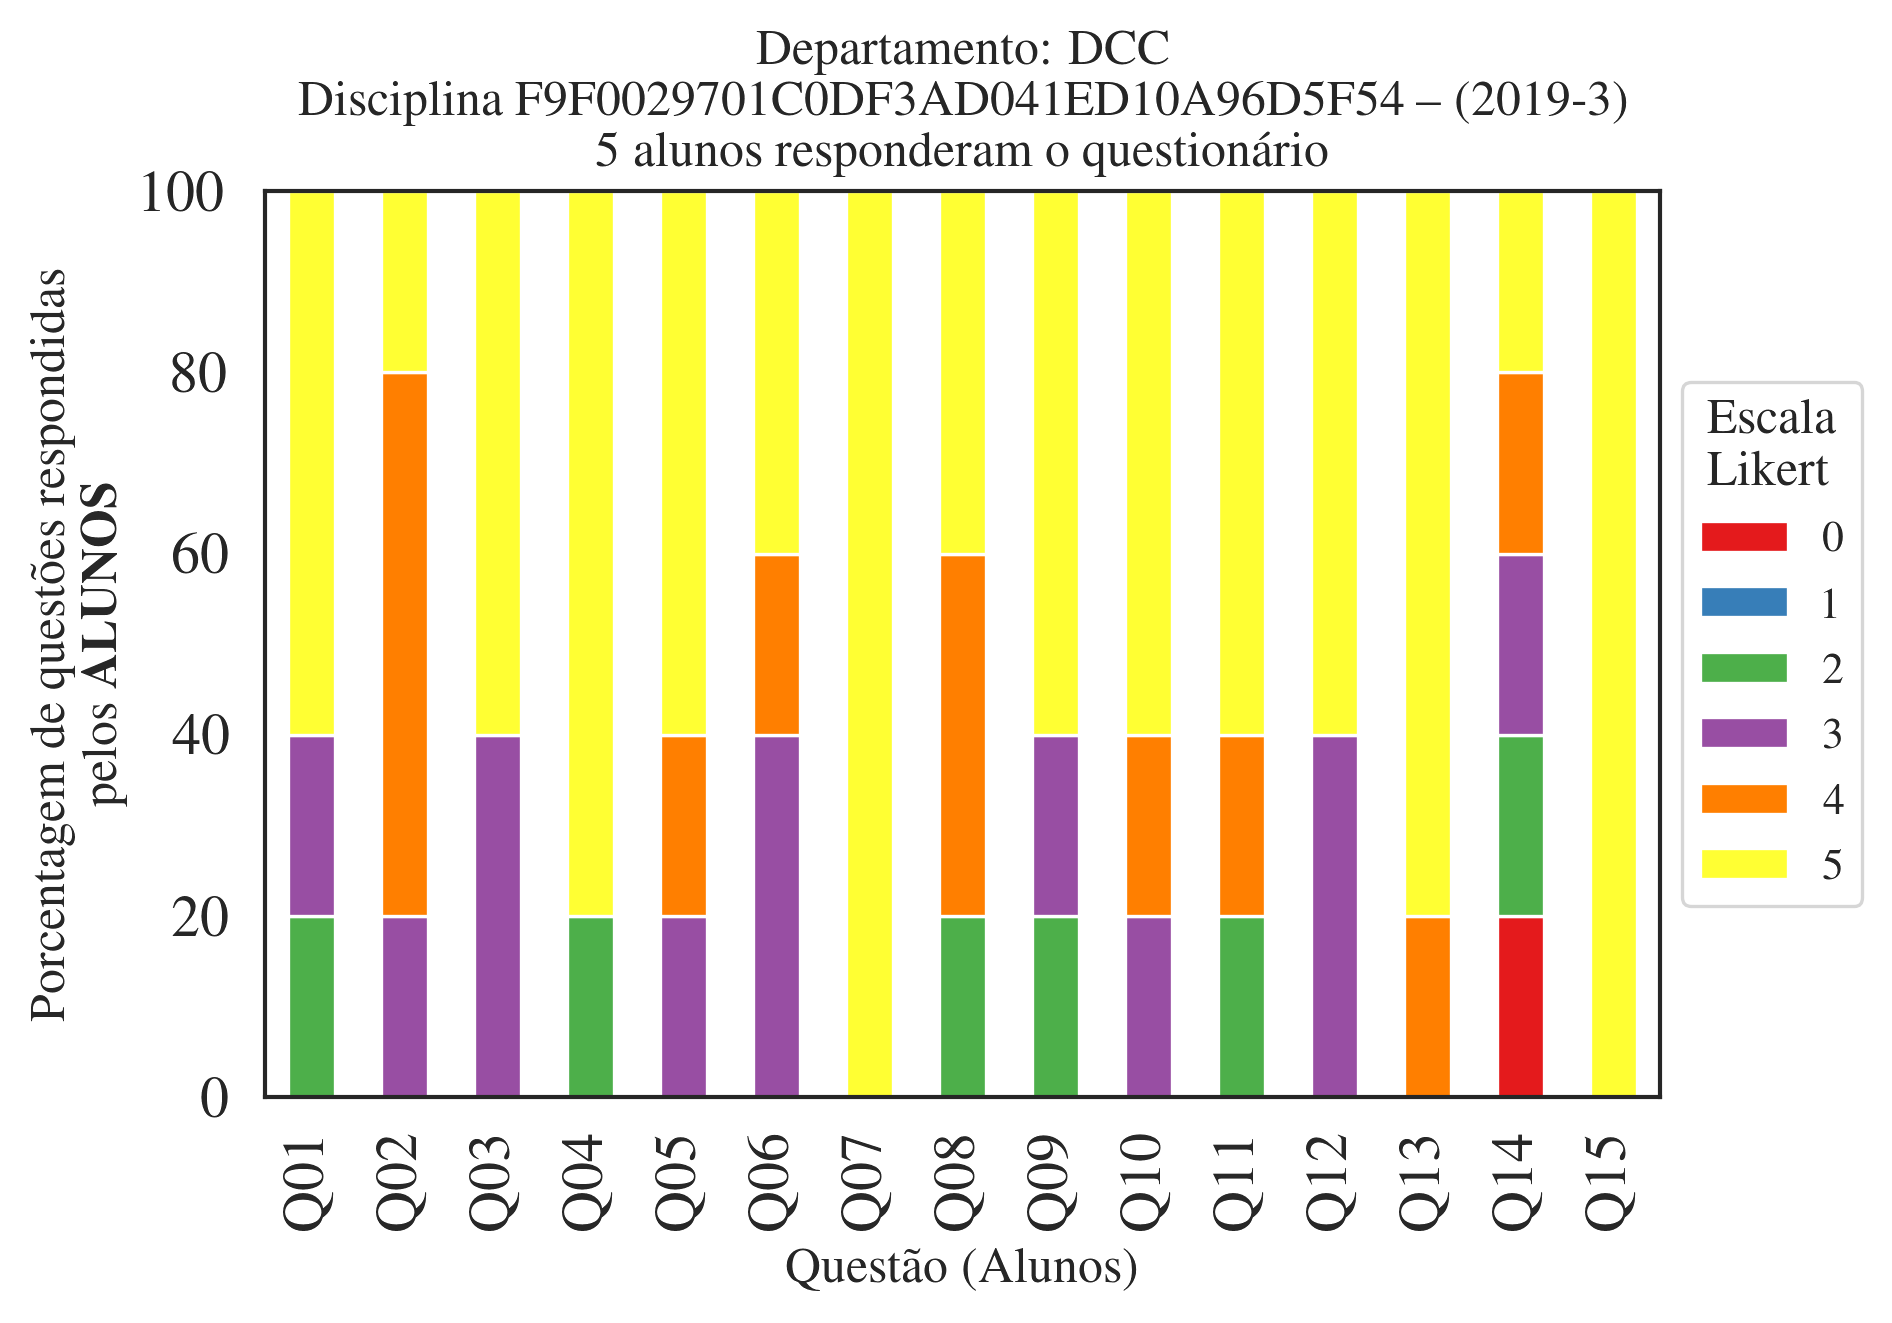 Departamento: DCC
Disciplina F9F0029701C0DF3AD041ED10A96D5F54 – (2019-3)
5 alunos responderam o questionário
Porcentagem de questões respondidas
pelos ALUNOS
100
80
60
40
20
0
Q01
Q02
Q03
Q04
Q05
Q06
Q07
Q08
Q09
Q10
Q11
Q12
Q13
Q14
Q15
Questão (Alunos)
Escala
Likert
0
1
2
3
4
5